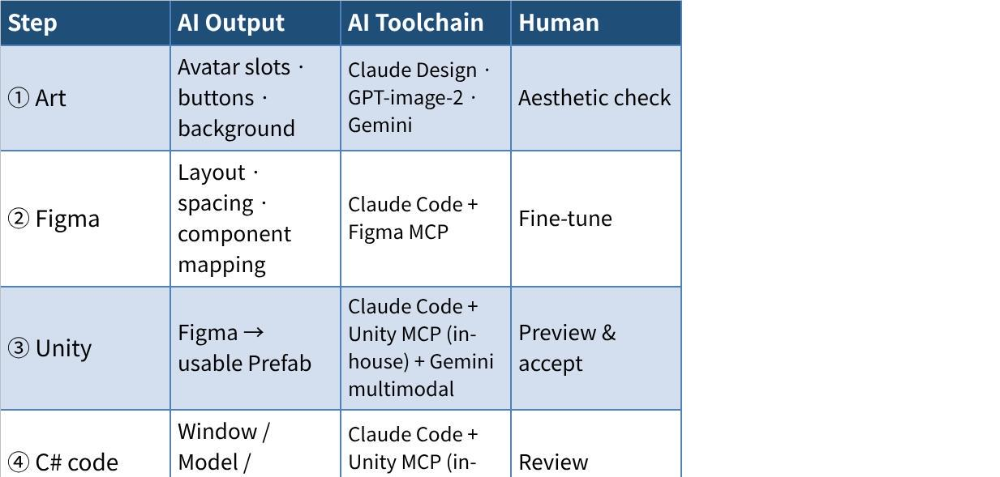 Step AI Output AI Toolchain Human
① Art
Avatar slots ·
buttons ·
background
Claude Design ·
GPT-image-2 ·
Gemini
Aesthetic check
② Figma
Layout ·
spacing ·
component
mapping
Claude Code +
Figma MCP
Fine-tune
③ Unity
Figma →
usable Prefab
Claude Code +
Unity MCP (in-
house) + Gemini
multimodal
Preview &
accept
④ C# code
Window /
Model /
Claude Code +
Unity MCP (in-
Review